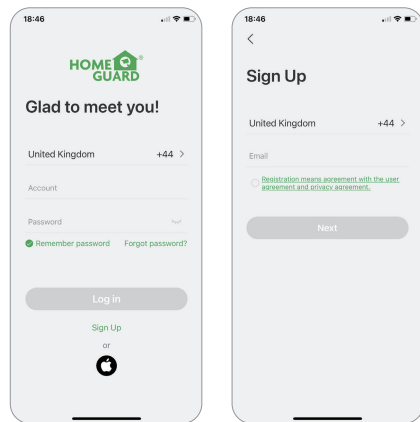 18:46
HOME
GUARD®
Glad to meet you!
United Kingdom +44 >
Account
Password
Remember password Forgot password?
Log in
Sign Up
or
18:46
Sign Up
United Kingdom +44 >
Email
Registration means agreement with the user
agreement and privacy agreement.
Next